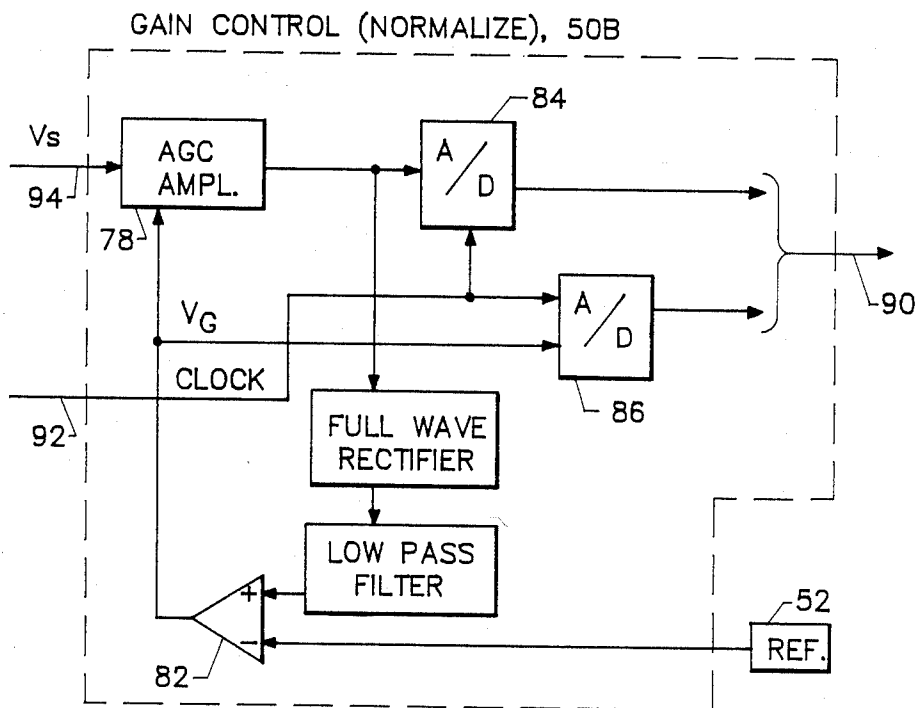 GAIN CONTROL (NORMALIZE), 50B
Vs
94
AGC
AMPL.
78
84
A/D
90
VG
A/D
86
CLOCK
92
FULL WAVE
RECTIFIER
LOW PASS
FILTER
+
−
82
52
REF.